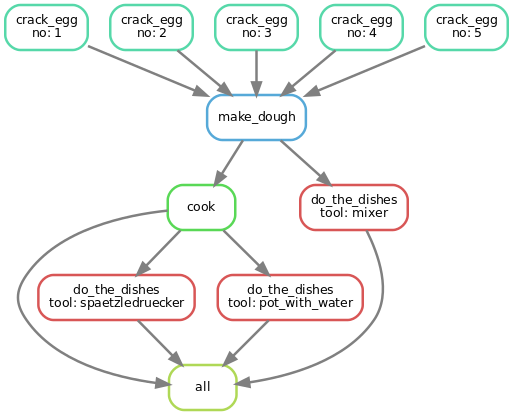 crack_egg
no: 1
crack_egg
no: 2
crack_egg
no: 3
crack_egg
no: 4
crack_egg
no: 5
make_dough
cook
do_the_dishes
tool: mixer
do_the_dishes
tool: spaetzledruecker
do_the_dishes
tool: pot_with_water
all